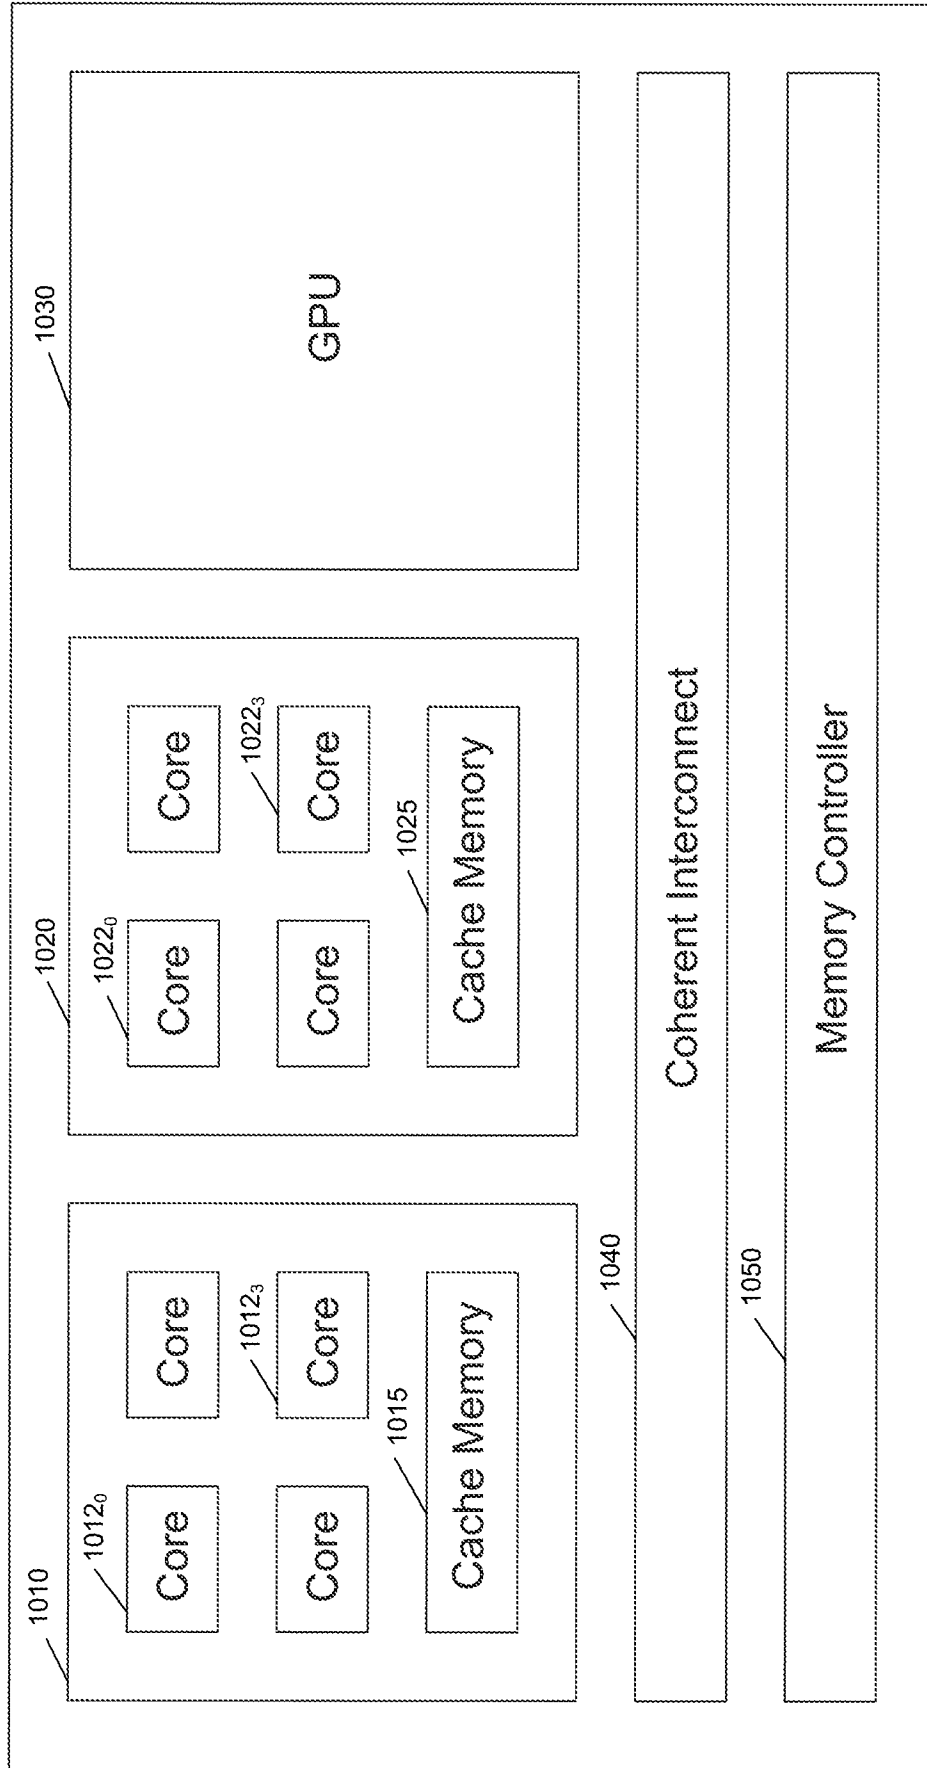 1010
1020
1030
1012₀
1022₀
Core
Core
Core
Core
1012₃
1022₃
Core
Core
Core
Core
1015
1025
Cache Memory
Cache Memory
GPU
1040
Coherent Interconnect
1050
Memory Controller